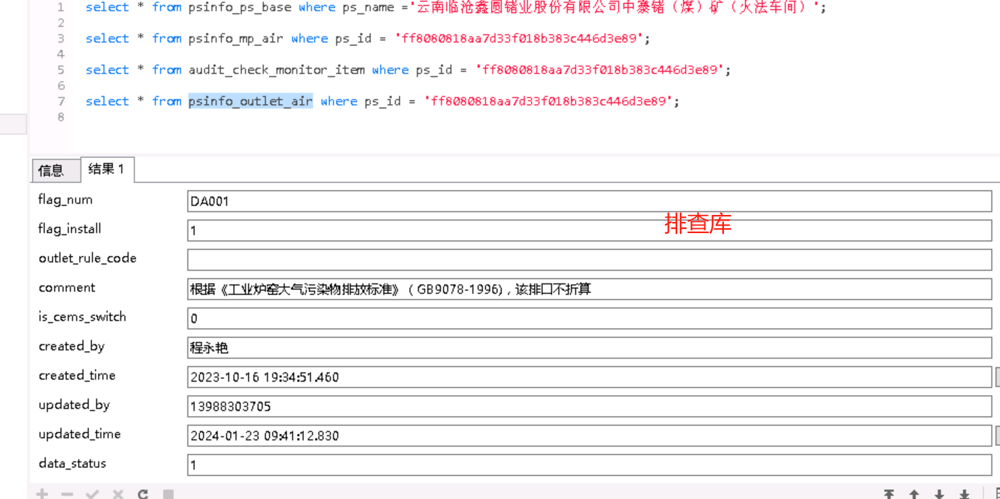 1 select * from psinfo_ps_base where ps_name ='云南临沧鑫圆锗业股份有限公司中寨锗（煤）矿（火法车间）';
2
3 select * from psinfo_mp_air where ps_id = 'ff8080818aa7d33f018b383c446d3e89';
4
5 select * from audit_check_monitor_item where ps_id = 'ff8080818aa7d33f018b383c446d3e89';
6
7 select * from psinfo_outlet_air where ps_id = 'ff8080818aa7d33f018b383c446d3e89';
8
信息 结果 1
flag_num DA001
排查库
flag_install 1
outlet_rule_code
comment 根据《工业炉窑大气污染物排放标准》（GB9078-1996)，该排口不折算
is_cems_switch 0
created_by 程永艳
created_time 2023-10-16 19:34:51.460
updated_by 13988303705
updated_time 2024-01-23 09:41:12.830
data_status 1